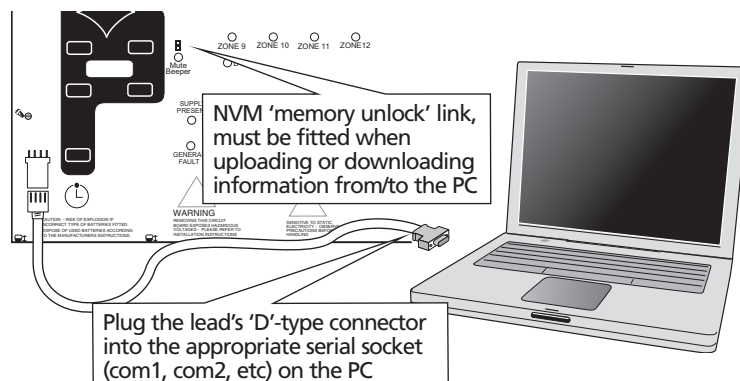 ZONE 9 ZONE 10 ZONE 11 ZONE12
Mute
Beeper
SUPPLY
PRESEN
NVM 'memory unlock' link,
must be fitted when
uploading or downloading
information from/to the PC
GENERA
FAULT
WARNING
REMOVING THIS CIRCUIT
BOARD EXPOSES HAZARDOUS
VOLTAGES - PLEASE REFER TO
INSTALLATION INSTRUCTIONS
SENSITIVE TO STATIC
ELECTRICITY - OBSERV
PRECAUTIONS BEFOR
HANDLING
CAUTION - RISK OF EXPLOSION IF
INCORRECT TYPE OF BATTERIES FITTED.
DISPOSE OF USED BATTERIES ACCORDING
TO THE MANUFACTURERS INSTRUCTIONS.
Plug the lead's 'D'-type connector
into the appropriate serial socket
(com1, com2, etc) on the PC